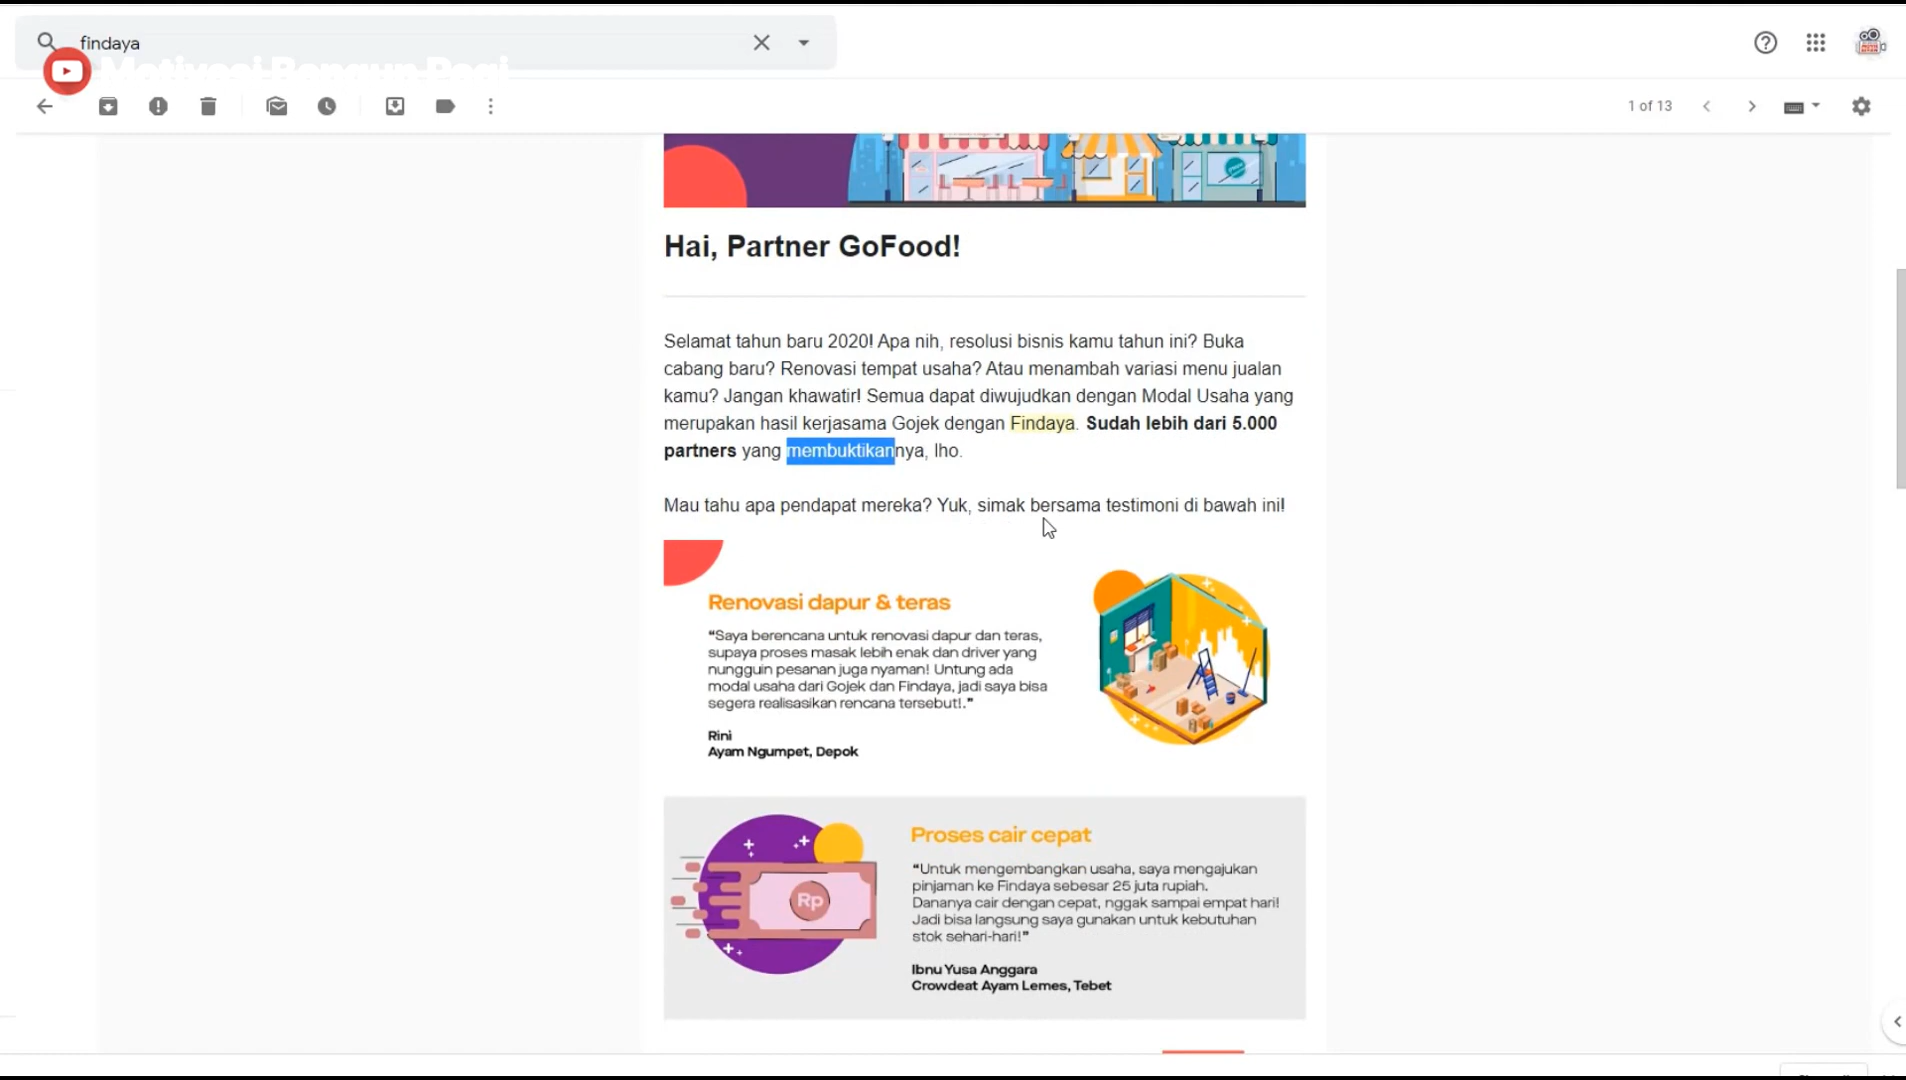 findaya
Motivasi Bangun Pagi
1 of 13
Hai, Partner GoFood!
Selamat tahun baru 2020! Apa nih, resolusi bisnis kamu tahun ini? Buka
cabang baru? Renovasi tempat usaha? Atau menambah variasi menu jualan
kamu? Jangan khawatir! Semua dapat diwujudkan dengan Modal Usaha yang
merupakan hasil kerjasama Gojek dengan Findaya. Sudah lebih dari 5.000
partners yang membuktikannya, lho.
Mau tahu apa pendapat mereka? Yuk, simak bersama testimoni di bawah ini!
Renovasi dapur & teras
“Saya berencana untuk renovasi dapur dan teras,
supaya proses masak lebih enak dan driver yang
nungguin pesanan juga nyaman! Untung ada
modal usaha dari Gojek dan Findaya, jadi saya bisa
segera realisasikan rencana tersebut!.”
Rini
Ayam Ngumpet, Depok
Rp
Proses cair cepat
“Untuk mengembangkan usaha, saya mengajukan
pinjaman ke Findaya sebesar 25 juta rupiah.
Dananya cair dengan cepat, nggak sampai empat hari!
Jadi bisa langsung saya gunakan untuk kebutuhan
stok sehari-hari!”
Ibnu Yusa Anggara
Crowdeat Ayam Lemes, Tebet